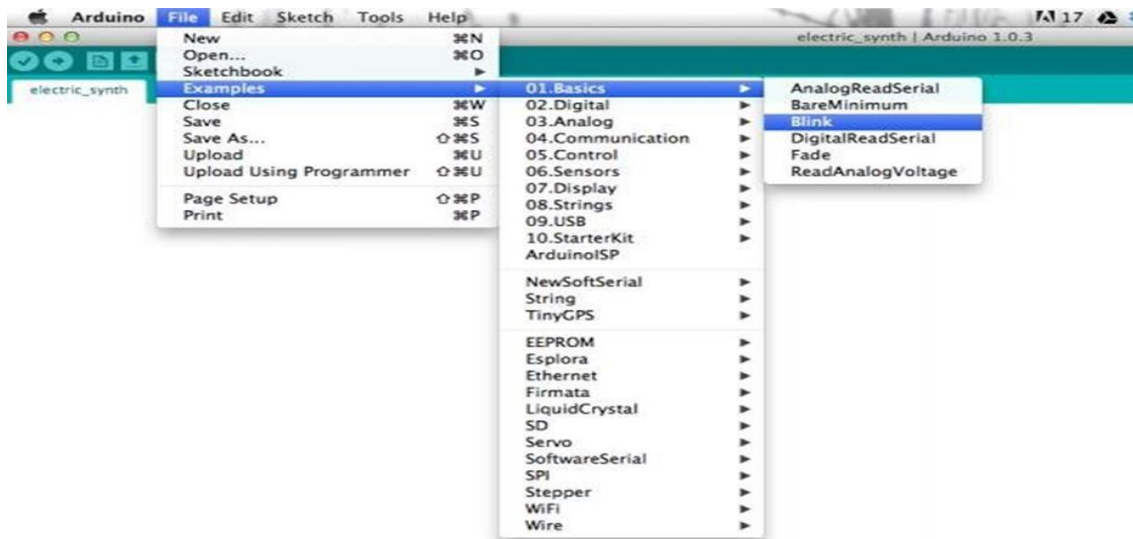 Arduino File Edit Sketch Tools Help 17
electric_synth | Arduino 1.0.3
electric_synth
New ⌘N
Open... ⌘O
Sketchbook ▶
Examples ▶
Close ⌘W
Save ⌘S
Save As... ⇧⌘S
Upload ⌘U
Upload Using Programmer ⇧⌘U
Page Setup ⇧⌘P
Print ⌘P
01.Basics ▶
02.Digital ▶
03.Analog ▶
04.Communication ▶
05.Control ▶
06.Sensors ▶
07.Display ▶
08.Strings ▶
09.USB ▶
10.StarterKit ▶
ArduinoISP
NewSoftSerial ▶
String ▶
TinyGPS ▶
EEPROM ▶
Esplora ▶
Ethernet ▶
Firmata ▶
LiquidCrystal ▶
SD ▶
Servo ▶
SoftwareSerial ▶
SPI ▶
Stepper ▶
WiFi ▶
Wire ▶
AnalogReadSerial
BareMinimum
Blink
DigitalReadSerial
Fade
ReadAnalogVoltage